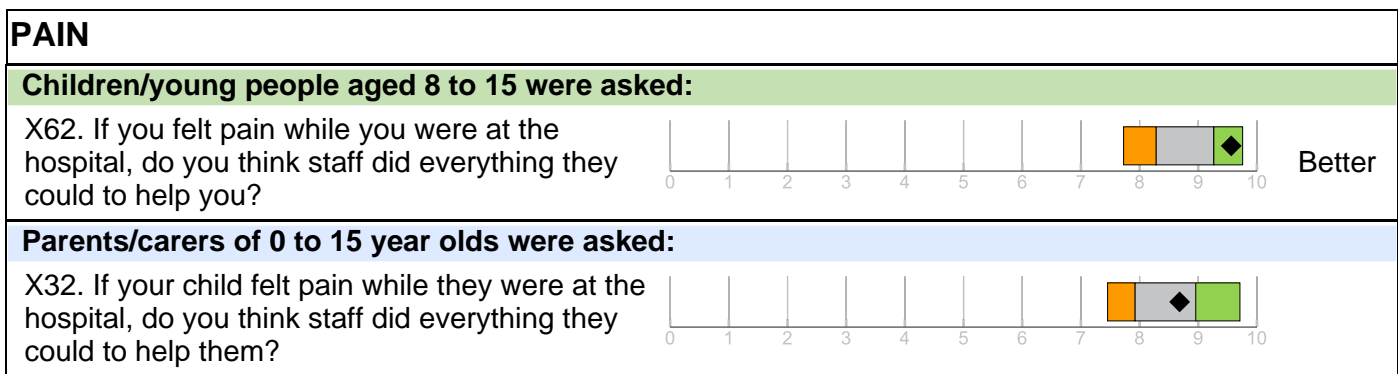 PAIN
Children/young people aged 8 to 15 were asked:
X62. If you felt pain while you were at the
hospital, do you think staff did everything they
could to help you?
0 1 2 3 4 5 6 7 8 9 10
Better
Parents/carers of 0 to 15 year olds were asked:
X32. If your child felt pain while they were at the
hospital, do you think staff did everything they
could to help them?
0 1 2 3 4 5 6 7 8 9 10